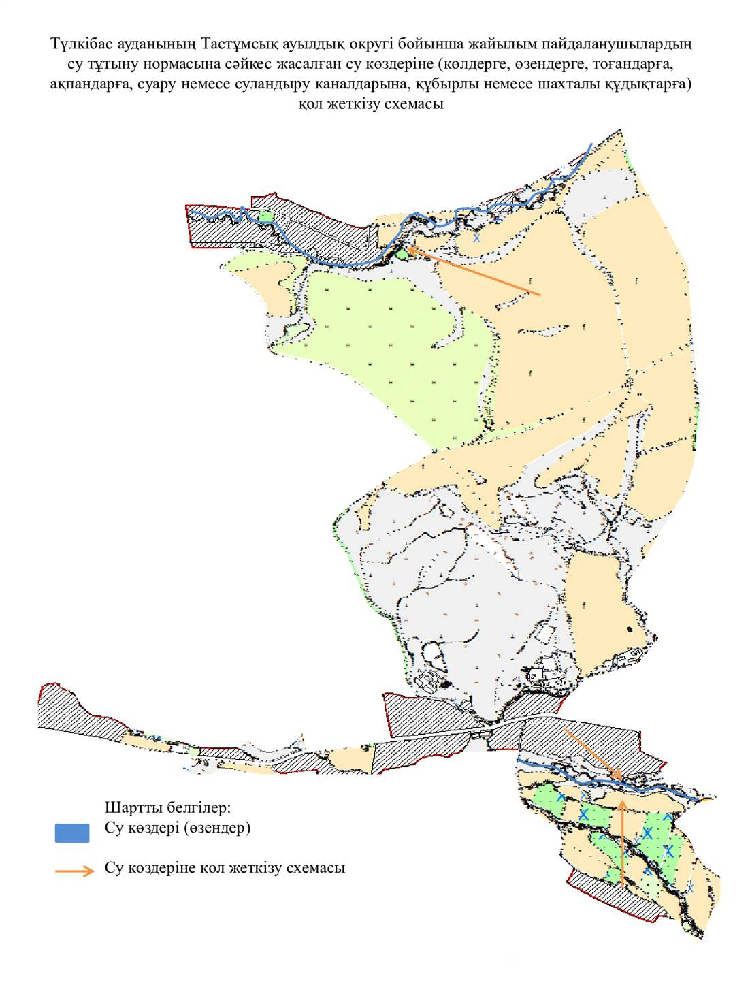 Түлкібас ауданының Тастұмсық ауылдық округі бойынша жайылым пайдаланушылардың
су тұтыну нормасына сәйкес жасалған су көздеріне (көлдерге, өзендерге, тоғандарға,
ақпандарға, суару немесе суландыру каналдарына, құбырлы немесе шахталы құдықтарға)
қол жеткізу схемасы
Шартты белгілер:
Су көздері (өзендер)
Су көздеріне қол жеткізу схемасы